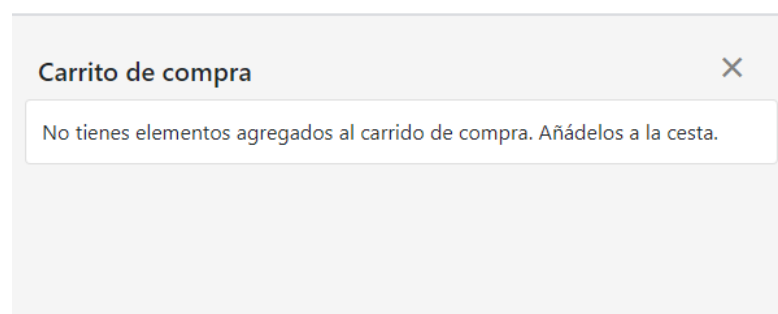 Carrito de compra
No tienes elementos agregados al carrido de compra. Añádelos a la cesta.